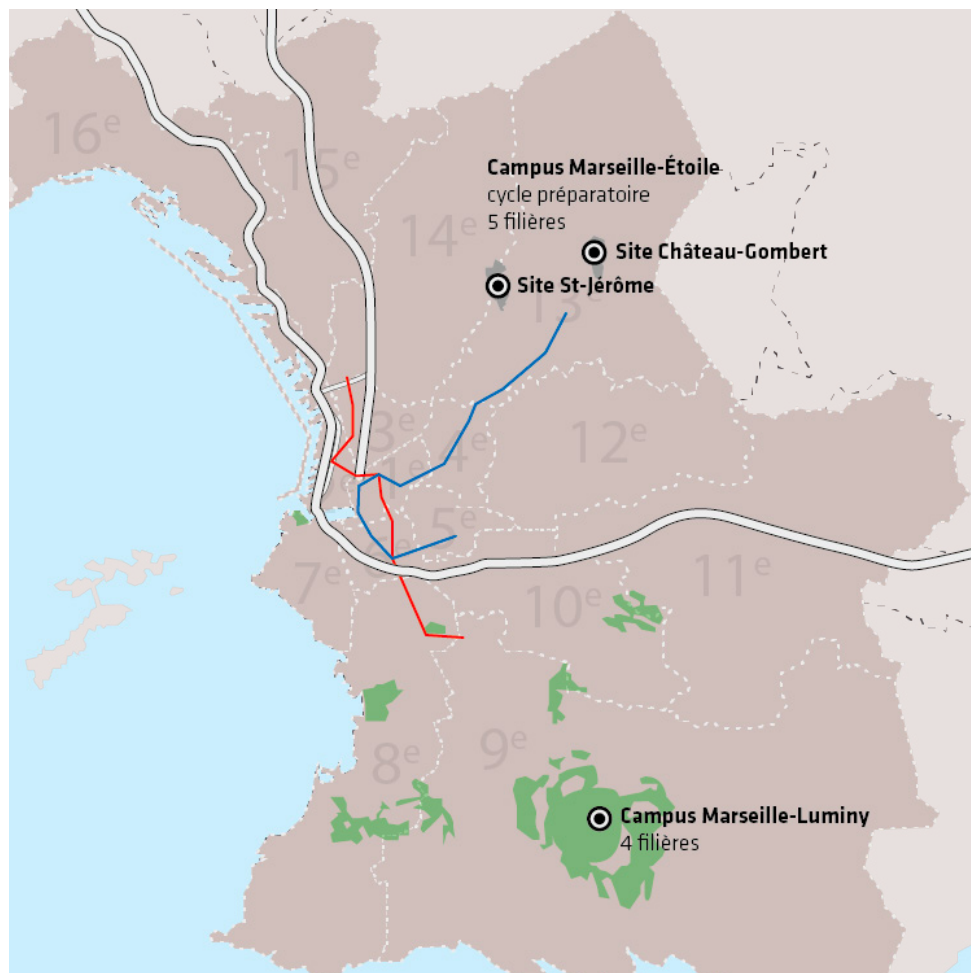 16e
15e
14e
Campus Marseille-Étoile
cycle préparatoire
5 filières
Site Château-Gombert
Site St-Jérôme
13e
3e
4e
12e
1e
5e
6e
7e
10e
11e
8e
9e
Campus Marseille-Luminy
4 filières